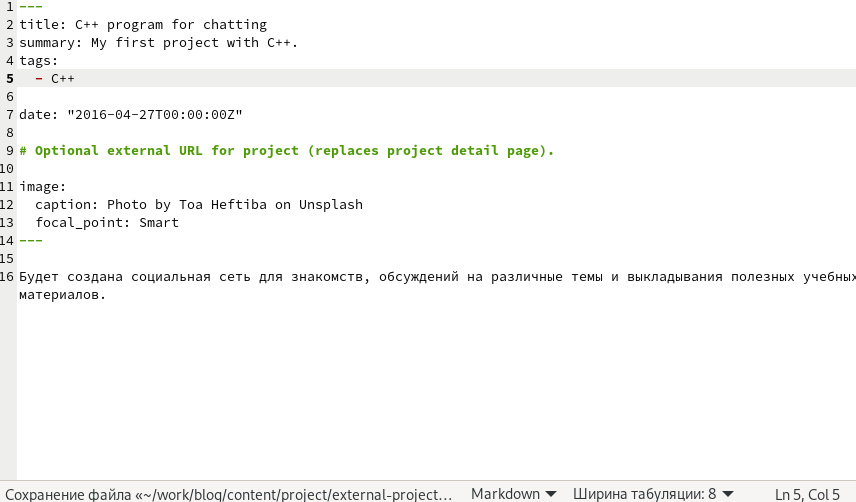 1 ---
2 title: C++ program for chatting
3 summary: My first project with C++.
4 tags:
5   - C++
6
7 date: "2016-04-27T00:00:00Z"
8
9 # Optional external URL for project (replaces project detail page).
10
11 image:
12   caption: Photo by Toa Heftiba on Unsplash
13   focal_point: Smart
14 ---
15
16 Будет создана социальная сеть для знакомств, обсуждений на различные темы и выкладывания полезных учебных
материалов.
Сохранение файла «~/work/blog/content/project/external-project… Markdown Ширина табуляции: 8 Ln 5, Col 5